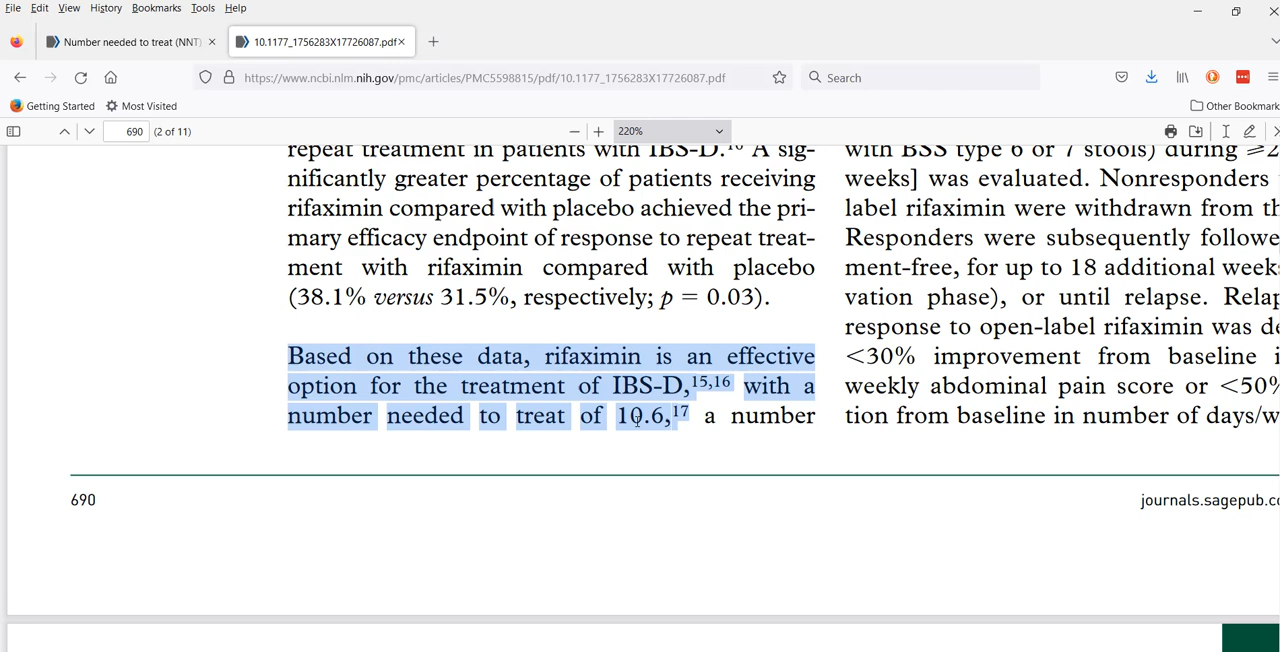 File Edit View History Bookmarks Tools Help
Number needed to treat (NNT)
10.1177_1756283X17726087.pdf
https://www.ncbi.nlm.nih.gov/pmc/articles/PMC5598815/pdf/10.1177_1756283X17726087.pdf
Search
Getting Started Most Visited
Other Bookmark
690 (2 of 11)
220%
repeat treatment in patients with IBS-D.16 A sig-
nificantly greater percentage of patients receiving
rifaximin compared with placebo achieved the pri-
mary efficacy endpoint of response to repeat treat-
ment with rifaximin compared with placebo
(38.1% versus 31.5%, respectively; p = 0.03).
Based on these data, rifaximin is an effective
option for the treatment of IBS-D,15,16 with a
number needed to treat of 10.6,17 a number
690
with BSS type 6 or 7 stools) during ⩾2
weeks] was evaluated. Nonresponders
label rifaximin were withdrawn from th
Responders were subsequently followe
ment-free, for up to 18 additional week
vation phase), or until relapse. Relap
response to open-label rifaximin was de
<30% improvement from baseline i
weekly abdominal pain score or <50%
tion from baseline in number of days/w
journals.sagepub.co